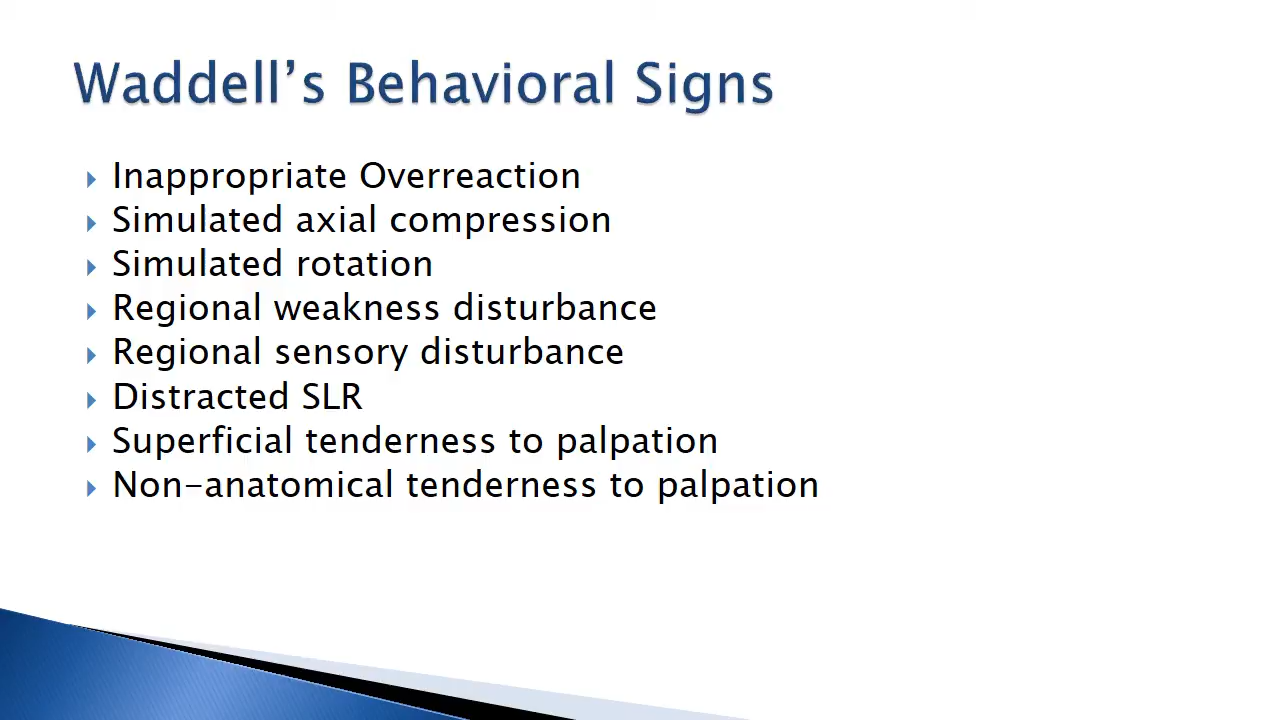 Waddell’s Behavioral Signs
Inappropriate Overreaction
Simulated axial compression
Simulated rotation
Regional weakness disturbance
Regional sensory disturbance
Distracted SLR
Superficial tenderness to palpation
Non-anatomical tenderness to palpation